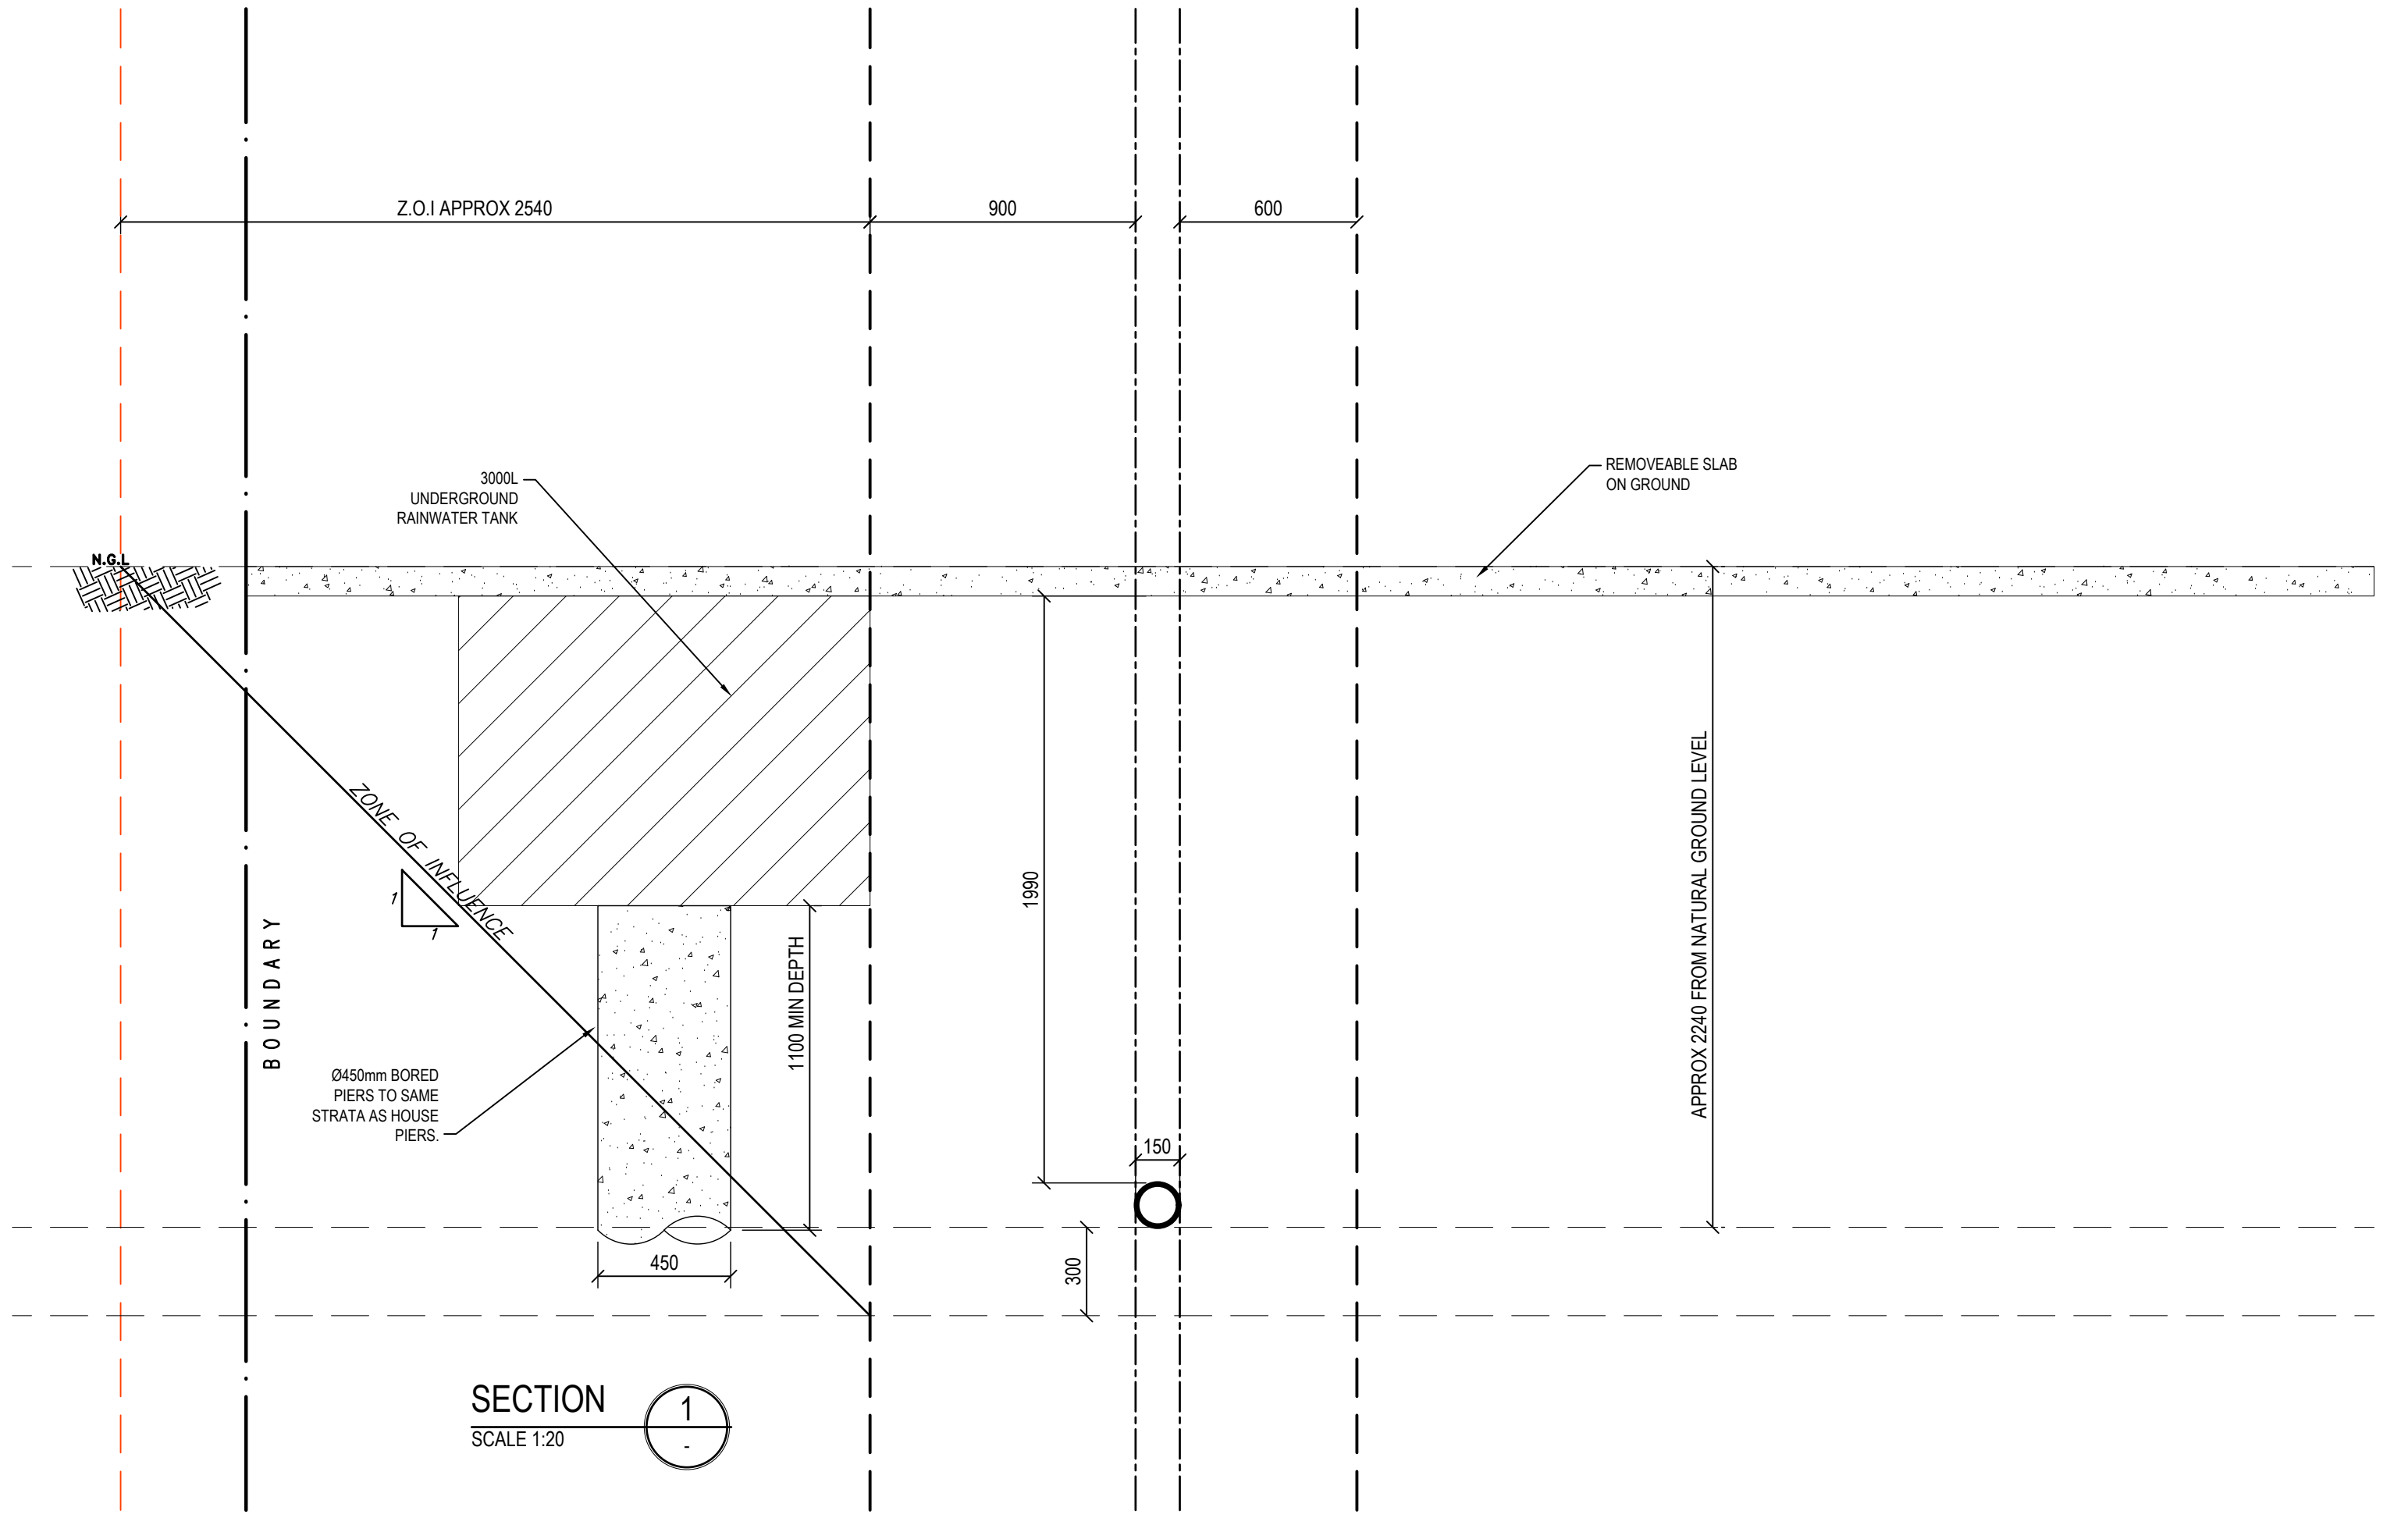 Z.O.I APPROX 2540
900
600
3000L
UNDERGROUND
RAINWATER TANK
REMOVEABLE SLAB
ON GROUND
N.G.L
ZONE OF INFLUENCE
1
1
BOUNDARY
1990
APPROX 2240 FROM NATURAL GROUND LEVEL
1100 MIN DEPTH
Ø450mm BORED
PIERS TO SAME
STRATA AS HOUSE
PIERS.
150
450
300
SECTION
1
SCALE 1:20
-